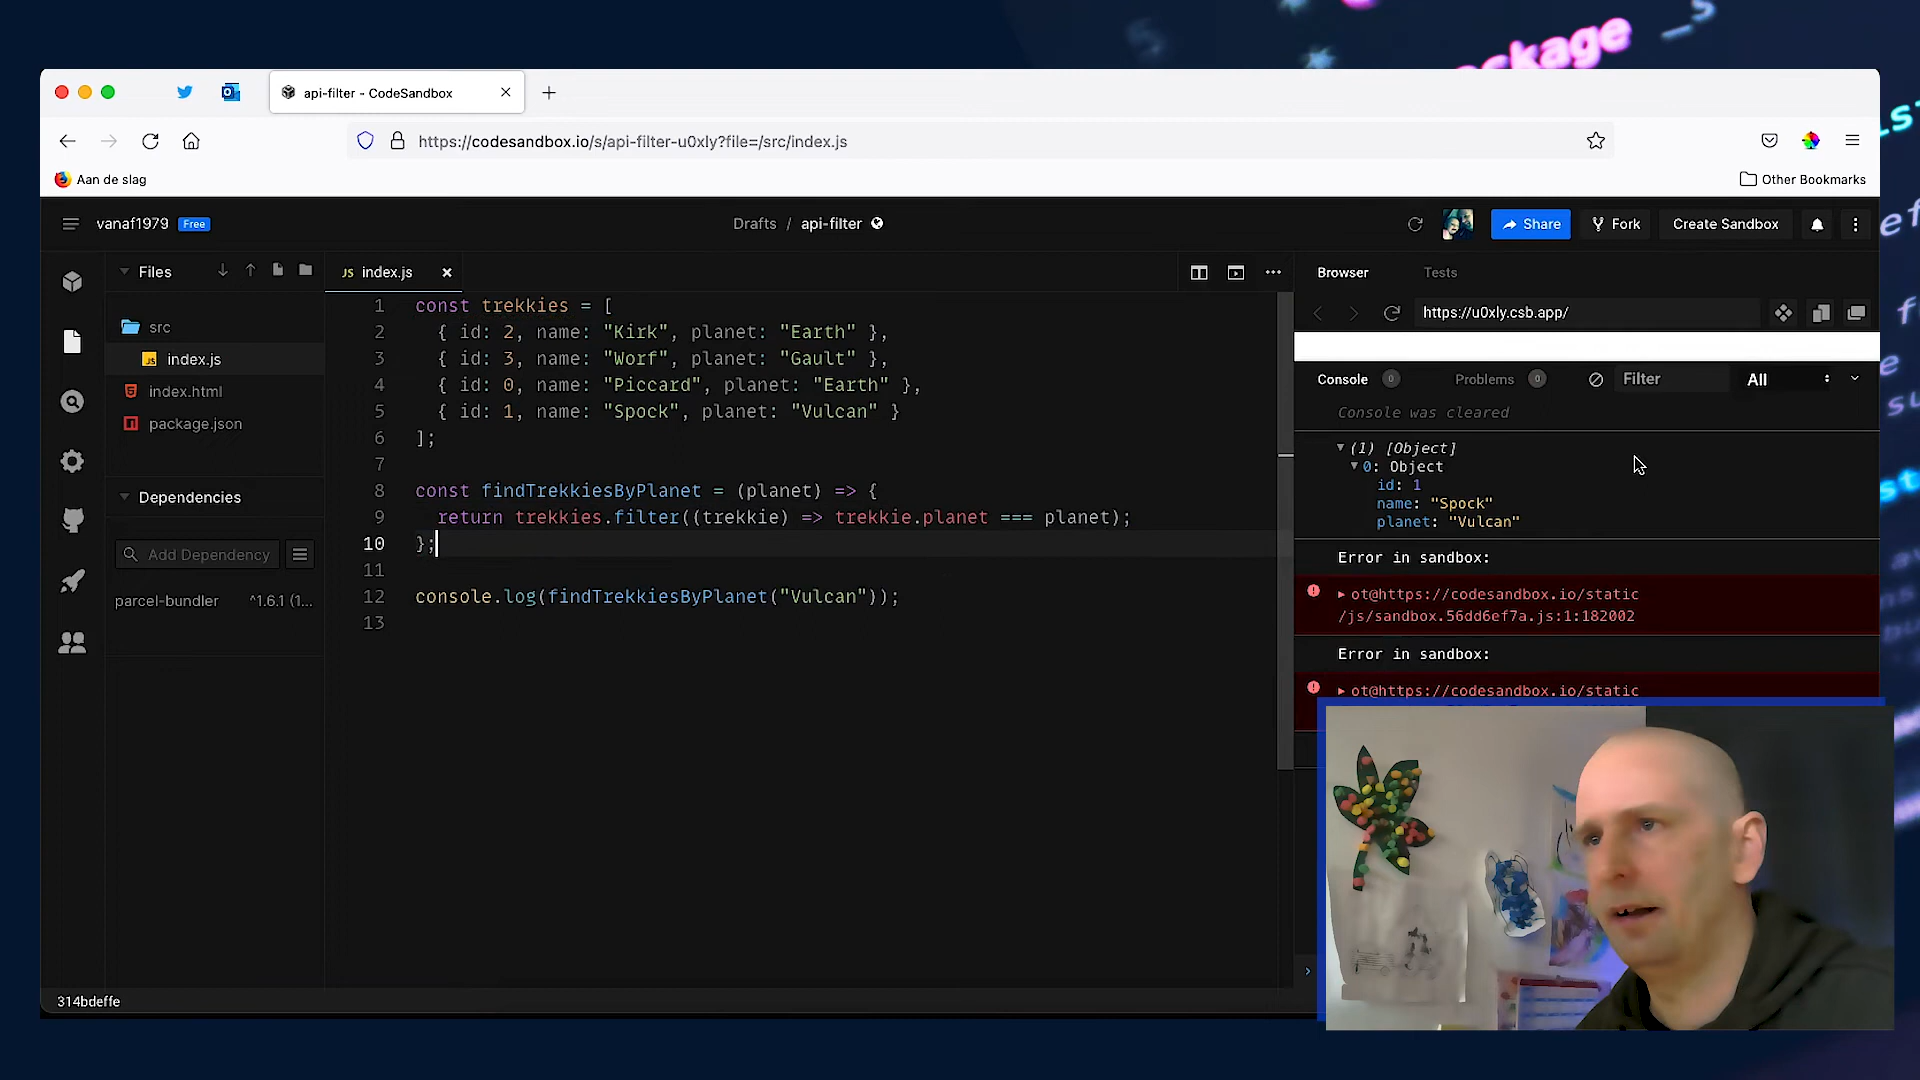 ckage _s
api-filter - CodeSandbox
https://codesandbox.io/s/api-filter-u0xly?file=/src/index.js
Aan de slag
Other Bookmarks
vanaf1979 Free
Drafts / api-filter
Share
Fork
Create Sandbox
Files
src
JS index.js
index.html
package.json
Dependencies
Add Dependency
parcel-bundler ^1.6.1 (1...
314bdeffe
JS index.js
1 const trekkies = [
2 { id: 2, name: "Kirk", planet: "Earth" },
3 { id: 3, name: "Worf", planet: "Gault" },
4 { id: 0, name: "Piccard", planet: "Earth" },
5 { id: 1, name: "Spock", planet: "Vulcan" }
6 ];
7
8 const findTrekkiesByPlanet = (planet) => {
9 return trekkies.filter((trekkie) => trekkie.planet === planet);
10 };
11
12 console.log(findTrekkiesByPlanet("Vulcan"));
13
Browser Tests
https://u0xly.csb.app/
Console 0 Problems 0 Filter All
Console was cleared
(1) [Object]
0: Object
id: 1
name: "Spock"
planet: "Vulcan"
Error in sandbox:
ot@https://codesandbox.io/static
/js/sandbox.56dd6ef7a.js:1:182002
Error in sandbox:
ot@https://codesandbox.io/static